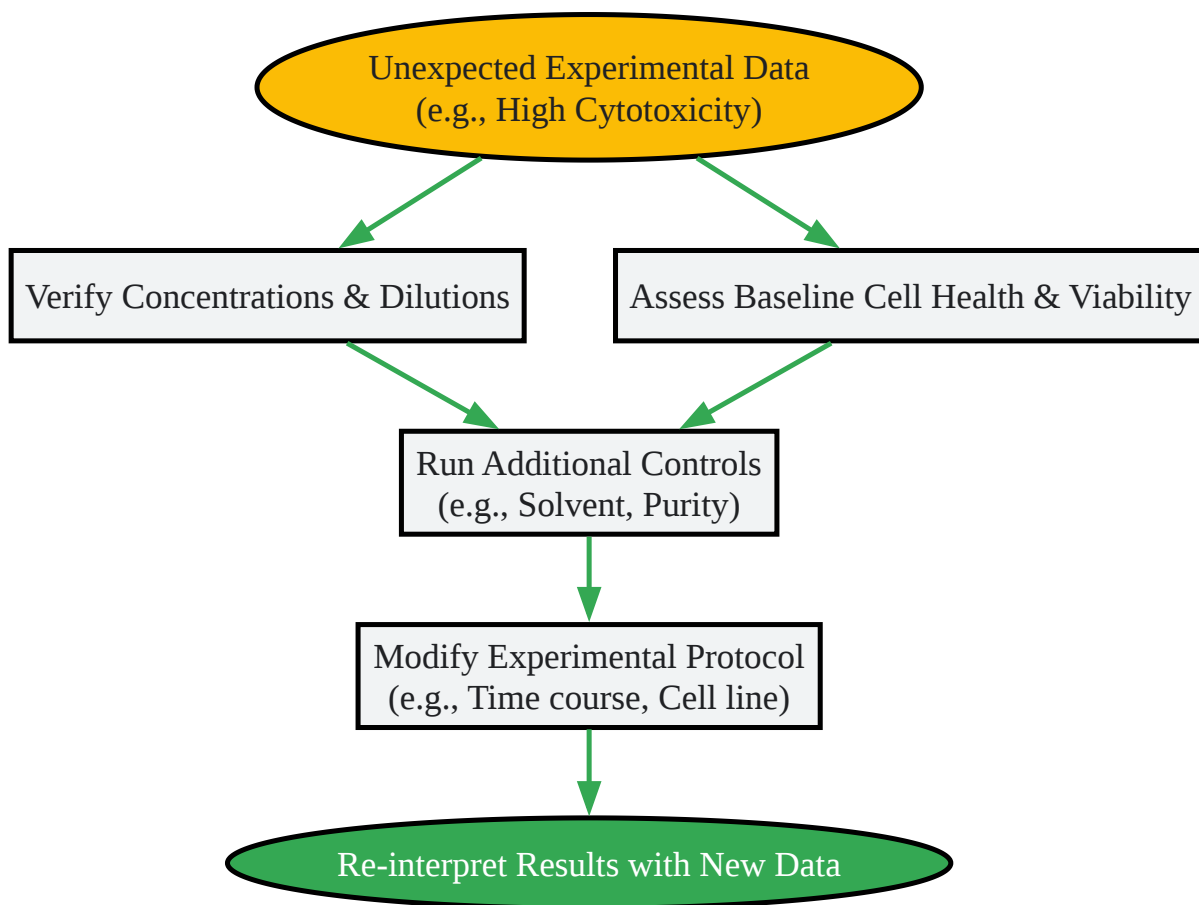 Unexpected Experimental Data
(e.g., High Cytotoxicity)
Verify Concentrations & Dilutions
Assess Baseline Cell Health & Viability
Run Additional Controls
(e.g., Solvent, Purity)
Modify Experimental Protocol
(e.g., Time course, Cell line)
Re-interpret Results with New Data